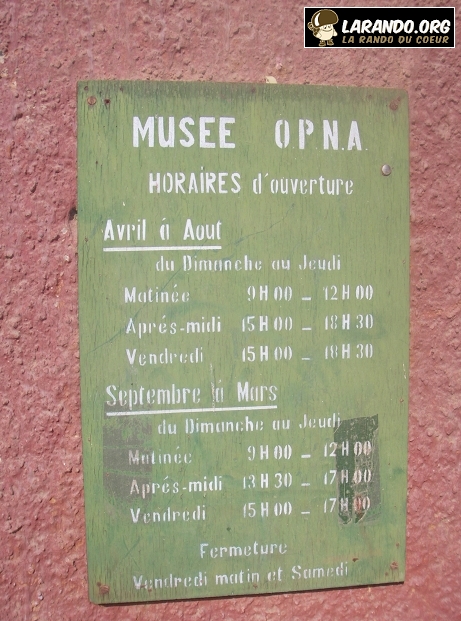 LARANDO.ORG
LA RANDO DU COEUR
MUSEE O.P.N.A.
HORAIRES d'ouverture
Avril á Aout
du Dimanche au Jeudi
Matinée 9H00 - 12H00
Aprés-midi 15H00 - 18H30
Vendredi 15H00 - 18H30
Septembre á Mars
du Dimanche au Jeudi
Matinée 9H00 - 12H00
Aprés-midi 13H30 - 17H00
Vendredi 15H00 - 17H00
Fermeture
Vendredi matin et Samedi